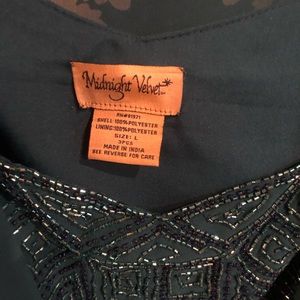 Midnight Velvet
RN#91971
SHELL: 100% POLYESTER
LINING: 100% POLYESTER
SIZE: L
3PCS
MADE IN INDIA
SEE REVERSE FOR CARE